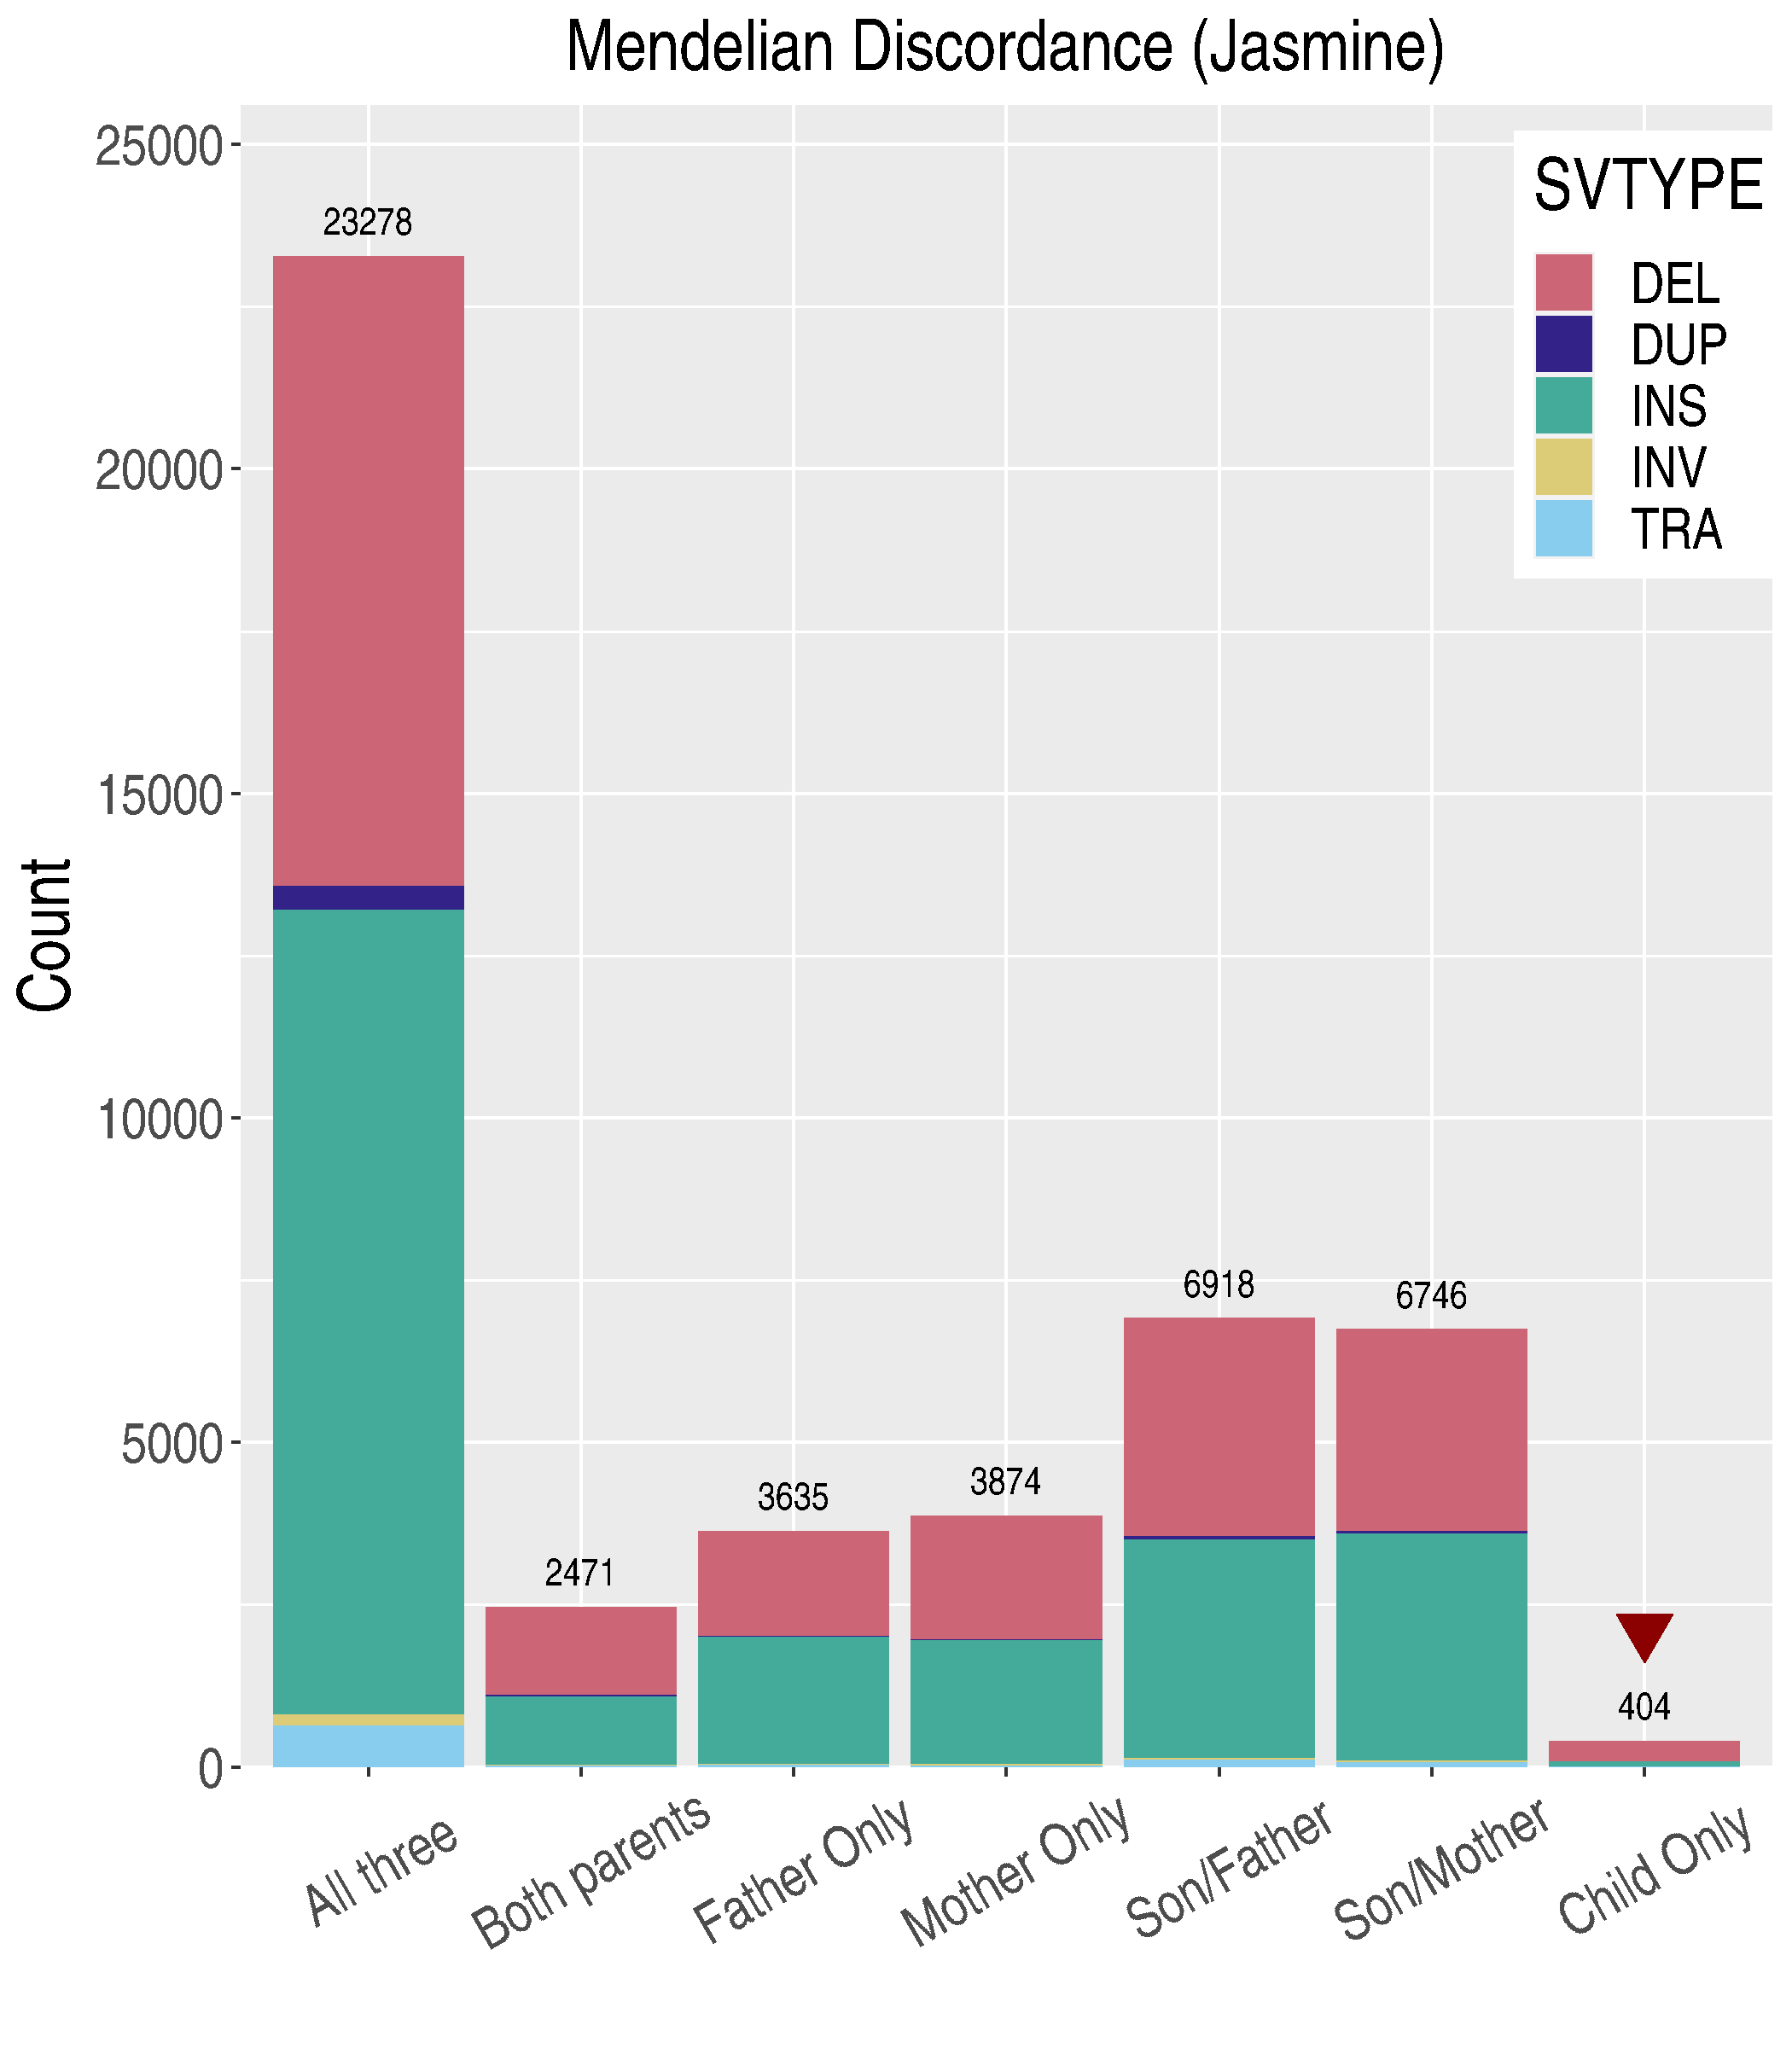 Mendelian Discordance (Jasmine)
Count
25000
20000
15000
10000
5000
0
23278
2471
3635
3874
6918
6746
404
SVTYPE
DEL
DUP
INS
INV
TRA
All three
Both parents
Father Only
Mother Only
Son/Father
Son/Mother
Child Only